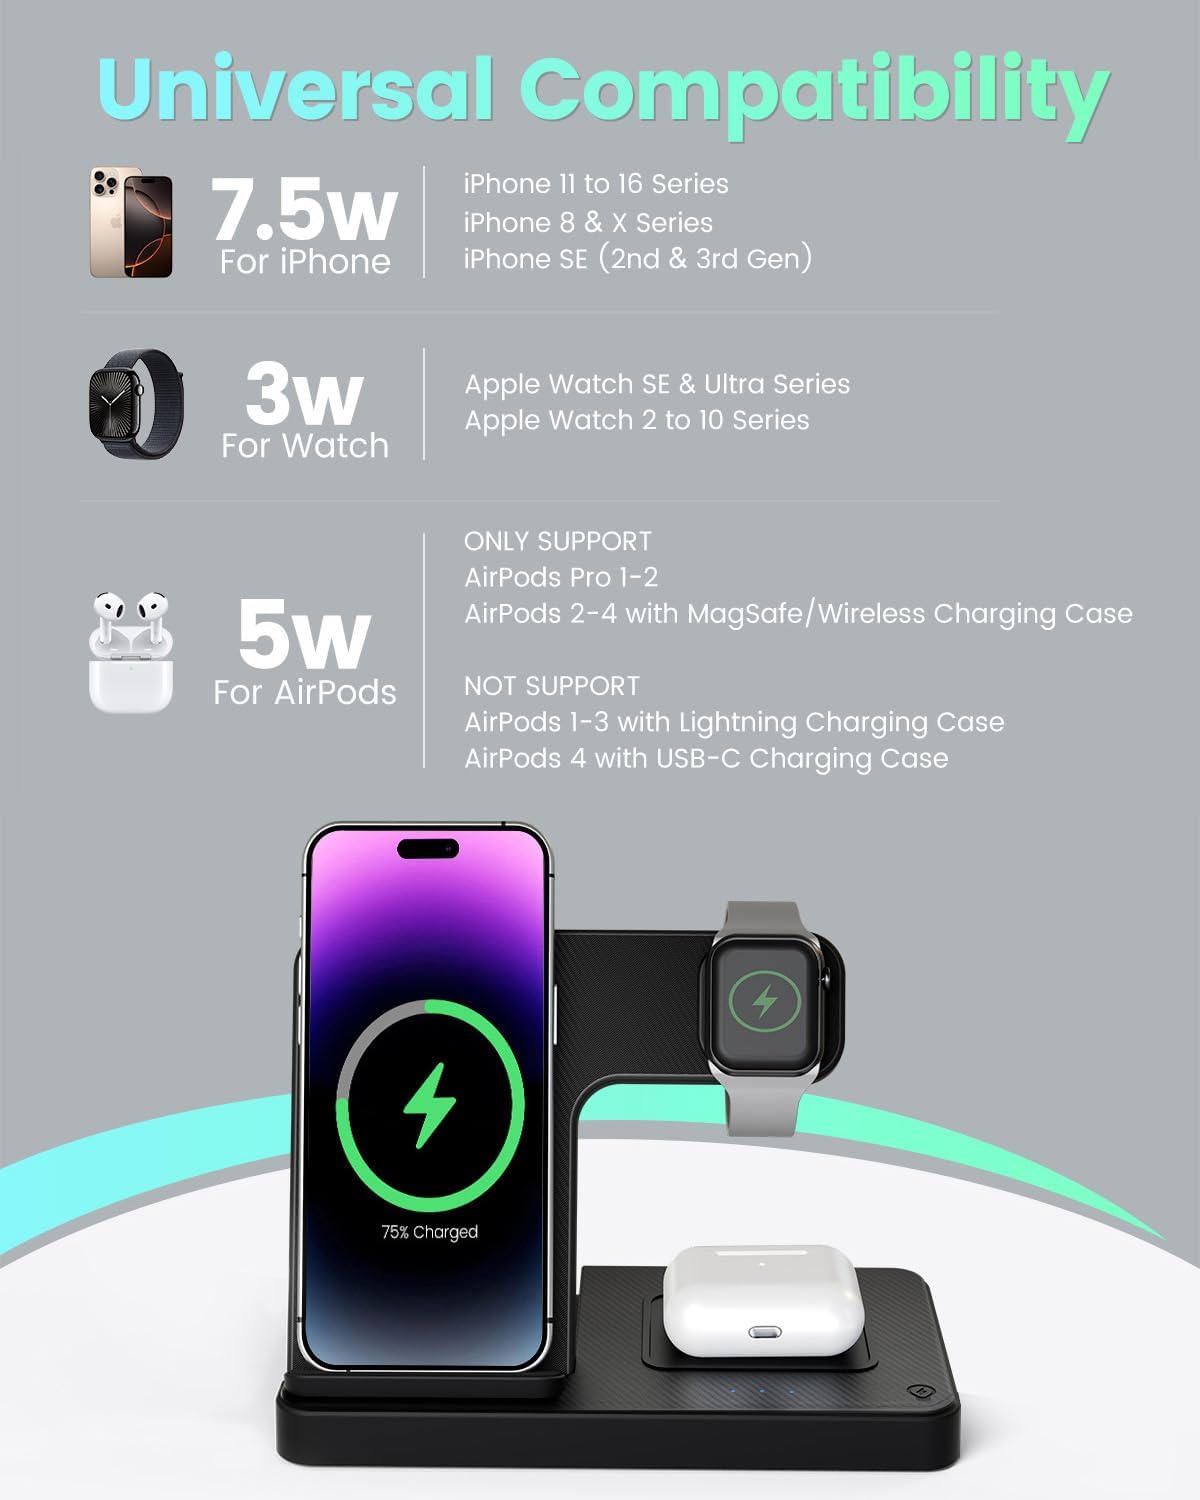 Universal Compatibility
7.5w
For iPhone
iPhone 11 to 16 Series
iPhone 8 & X Series
iPhone SE (2nd & 3rd Gen)
3w
For Watch
Apple Watch SE & Ultra Series
Apple Watch 2 to 10 Series
5w
For AirPods
ONLY SUPPORT
AirPods Pro 1-2
AirPods 2-4 with MagSafe/Wireless Charging Case
NOT SUPPORT
AirPods 1-3 with Lightning Charging Case
AirPods 4 with USB-C Charging Case
75% Charged